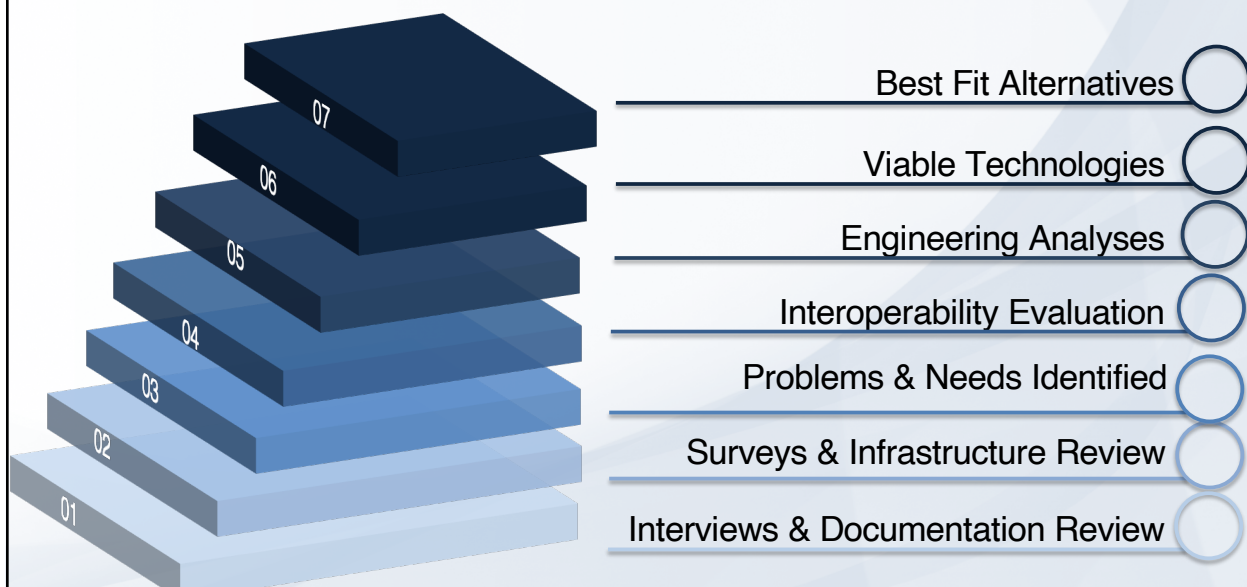 07
Best Fit Alternatives
06
Viable Technologies
05
Engineering Analyses
04
Interoperability Evaluation
03
Problems & Needs Identified
02
Surveys & Infrastructure Review
01
Interviews & Documentation Review